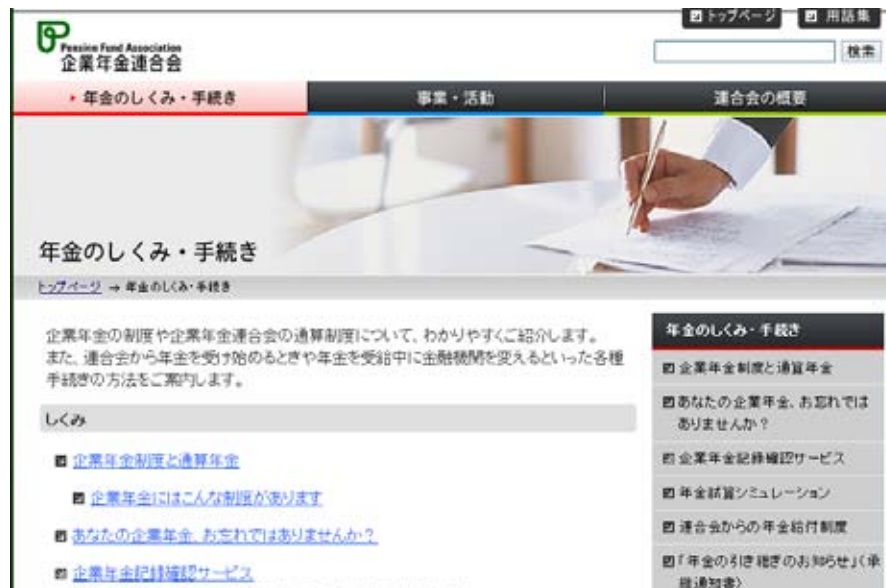 トップページ
用語集
Pension Fund Association
企業年金連合会
検索
年金のしくみ・手続き
事業・活動
連合会の概要
年金のしくみ・手続き
トップページ → 年金のしくみ・手続き
企業年金の制度や企業年金連合会の通算制度について、わかりやすくご紹介します。
また、連合会から年金を受け始めるときや年金を受給中に金融機関を変えるといった各種
手続きの方法をご案内します。
しくみ
企業年金制度と通算年金
企業年金にはこんな制度があります
あなたの企業年金、お忘れではありませんか？
企業年金記録確認サービス
年金のしくみ・手続き
企業年金制度と通算年金
あなたの企業年金、お忘れでは
ありませんか？
企業年金記録確認サービス
年金試算シミュレーション
連合会からの年金給付制度
「年金の引き継ぎのお知らせ」(承
継通知書)